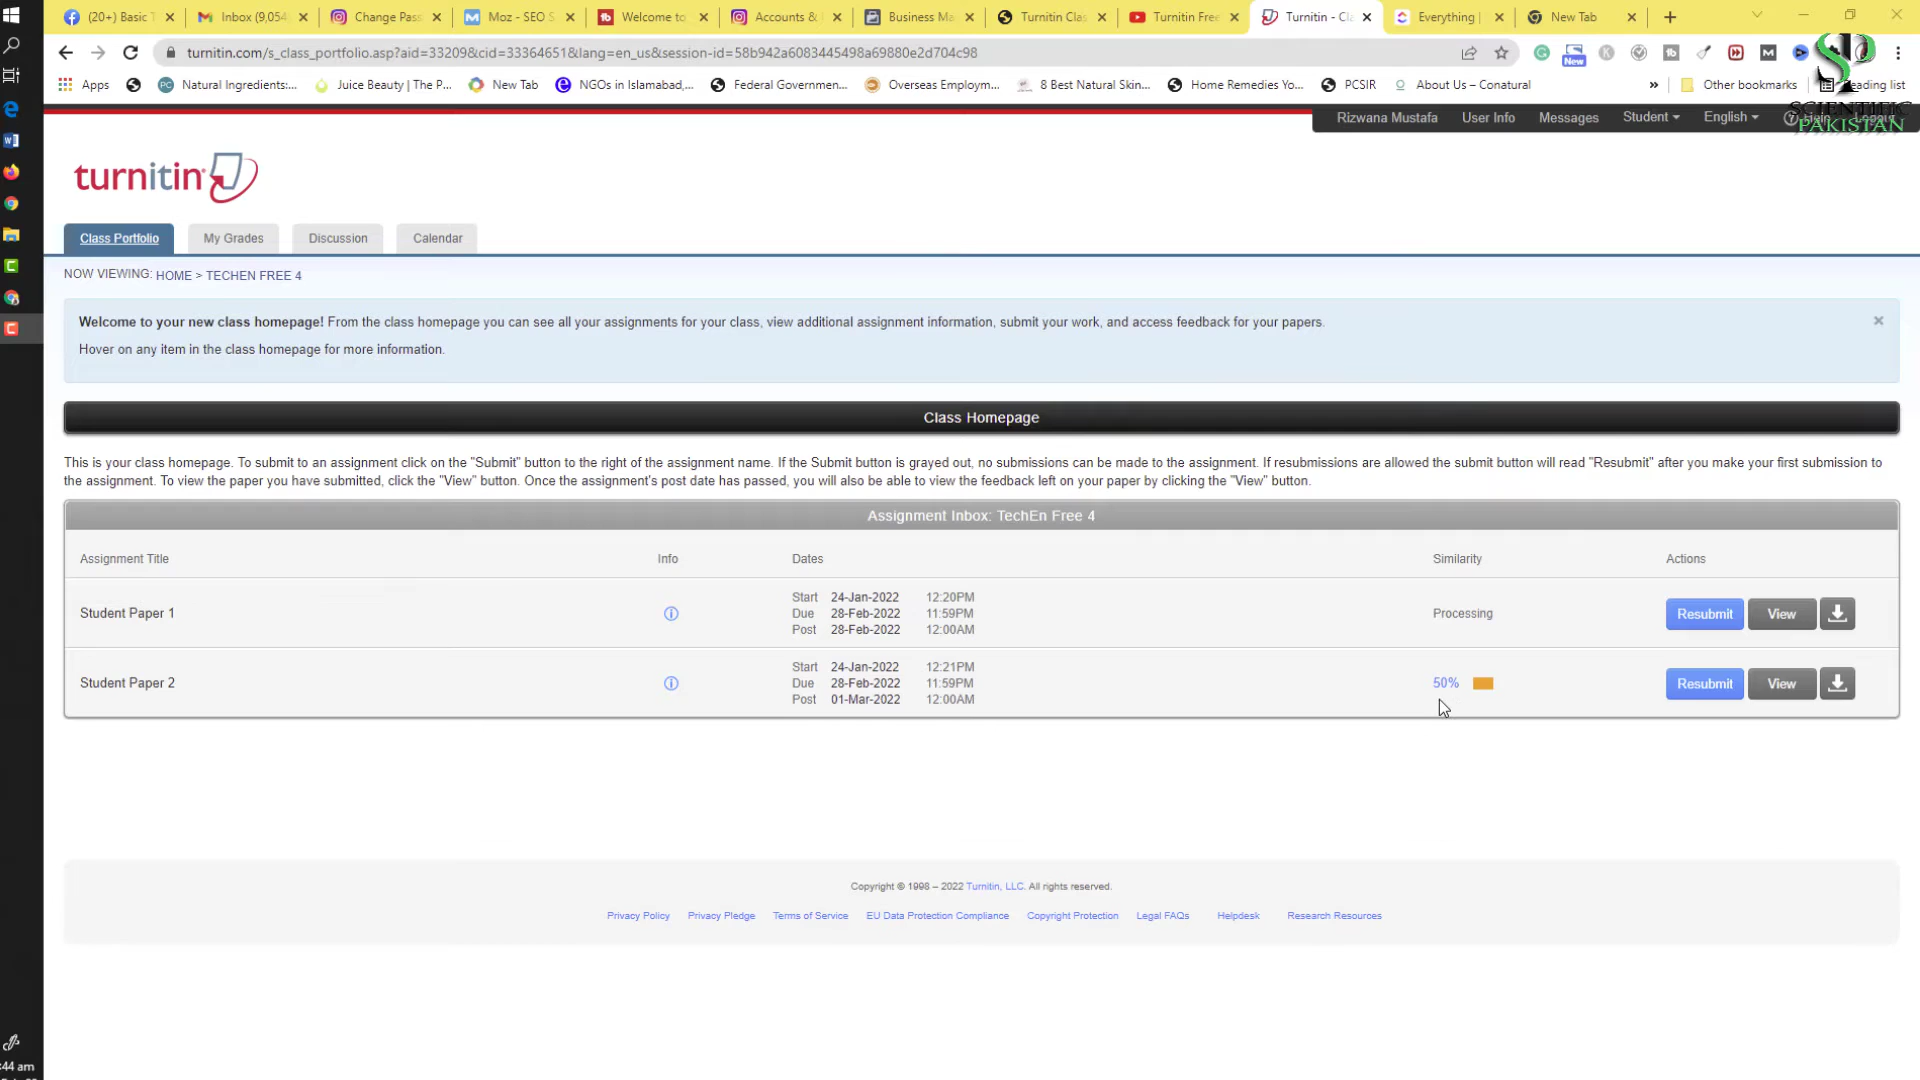 (20+) Basic T
Inbox (9,054
Change Pass
Moz - SEO S
Welcome to
Accounts &
Business Ma
Turnitin Clas
Turnitin Free
Turnitin - Cla
Everything |
New Tab
turnitin.com/s_class_portfolio.asp?aid=33209&cid=33364651&lang=en_us&session-id=58b942a6083445498a69880e2d704c98
New
Apps
Natural Ingredients:...
Juice Beauty | The P...
New Tab
NGOs in Islamabad,...
Federal Governmen...
Overseas Employm...
8 Best Natural Skin...
Home Remedies Yo...
PCSIR
About Us – Conatural
»
Other bookmarks
Reading list
SCIENTIFIC
PAKISTAN
Rizwana Mustafa
User Info
Messages
Student
English
Help
Logout
turnitin
Class Portfolio
My Grades
Discussion
Calendar
NOW VIEWING: HOME > TECHEN FREE 4
Welcome to your new class homepage! From the class homepage you can see all your assignments for your class, view additional assignment information, submit your work, and access feedback for your papers.
Hover on any item in the class homepage for more information.
Class Homepage
This is your class homepage. To submit to an assignment click on the "Submit" button to the right of the assignment name. If the Submit button is grayed out, no submissions can be made to the assignment. If resubmissions are allowed the submit button will read "Resubmit" after you make your first submission to
the assignment. To view the paper you have submitted, click the "View" button. Once the assignment's post date has passed, you will also be able to view the feedback left on your paper by clicking the "View" button.
Assignment Inbox: TechEn Free 4
Assignment Title Info Dates Similarity Actions
Start 24-Jan-2022 12:20PM
Student Paper 1 Due 28-Feb-2022 11:59PM Processing Resubmit View
Post 28-Feb-2022 12:00AM
Start 24-Jan-2022 12:21PM
Student Paper 2 Due 28-Feb-2022 11:59PM 50% Resubmit View
Post 01-Mar-2022 12:00AM
Copyright © 1998 – 2022 Turnitin, LLC. All rights reserved.
Privacy Policy Privacy Pledge Terms of Service EU Data Protection Compliance Copyright Protection Legal FAQs Helpdesk Research Resources
:44 am